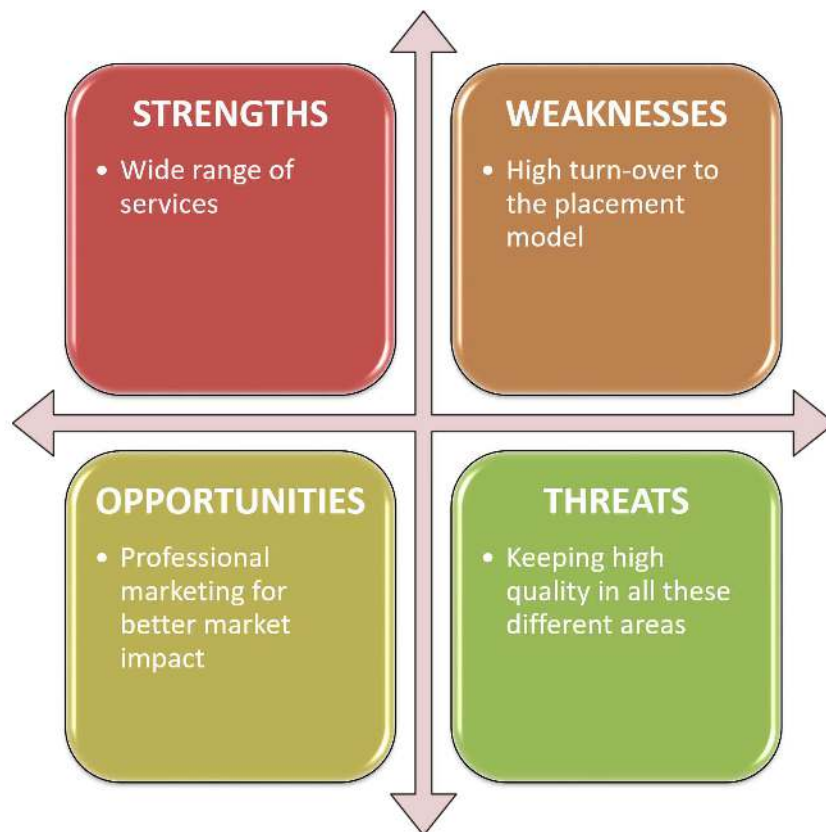 STRENGTHS
• Wide range of
services
WEAKNESSES
• High turn-over to
the placement
model
OPPORTUNITIES
• Professional
marketing for
better market
impact
THREATS
• Keeping high
quality in all these
different areas